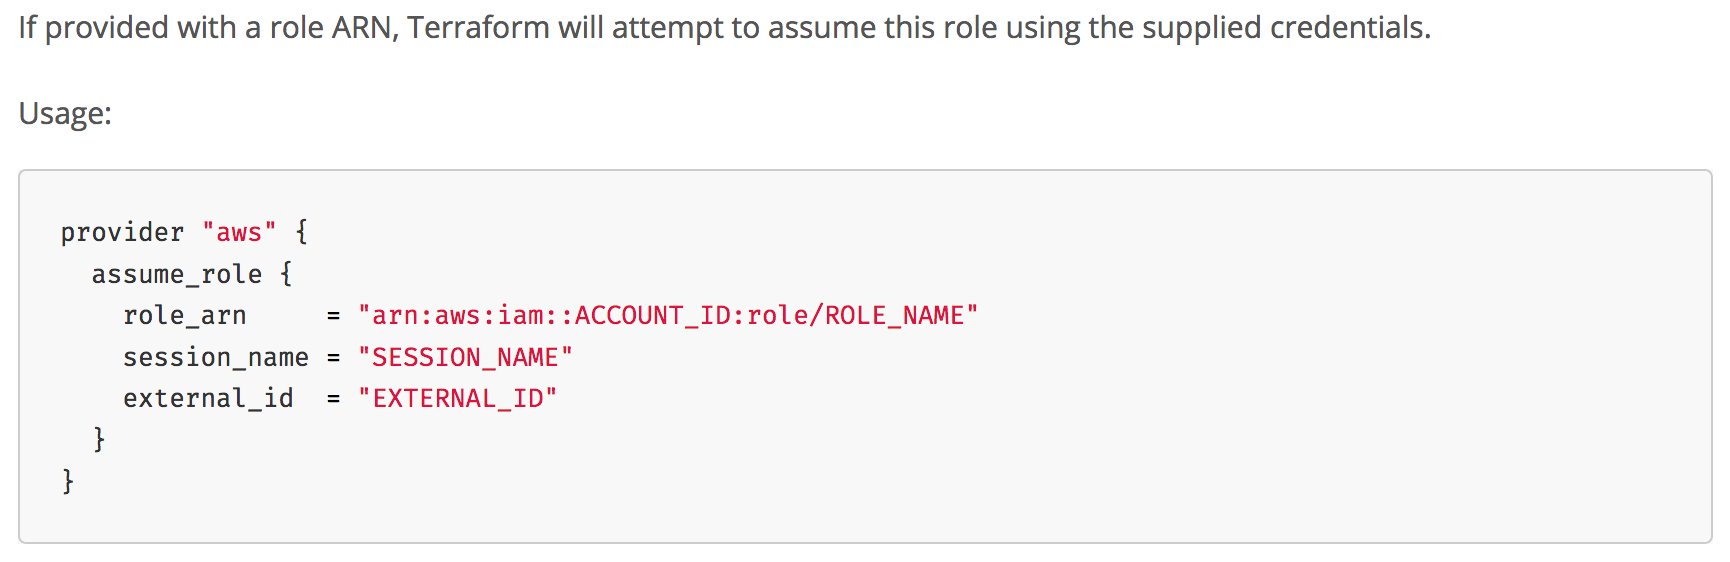 If provided with a role ARN, Terraform will attempt to assume this role using the supplied credentials.
Usage:
provider "aws" {
  assume_role {
    role_arn     = "arn:aws:iam::ACCOUNT_ID:role/ROLE_NAME"
    session_name = "SESSION_NAME"
    external_id  = "EXTERNAL_ID"
  }
}